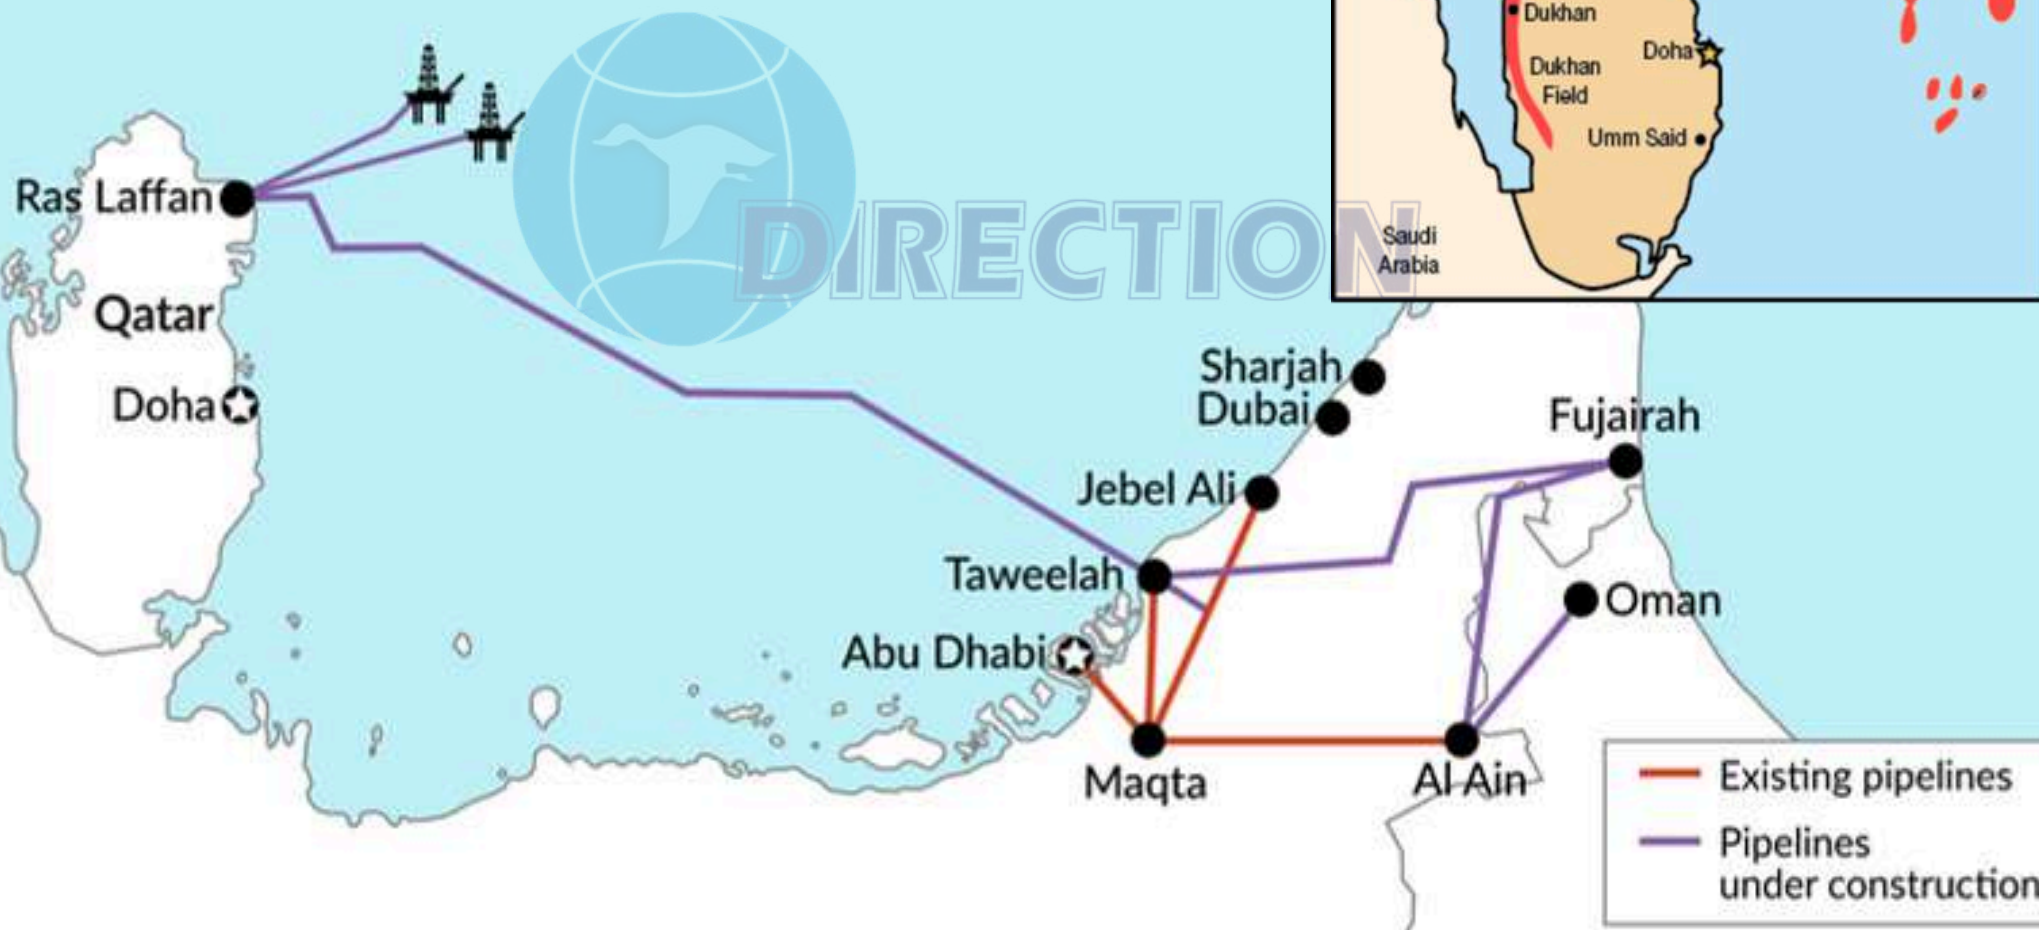 Dukhan
Doha
Dukhan
Field
Umm Said
Saudi
Arabia
DIRECTION
Ras Laffan
Qatar
Doha
Sharjah
Dubai
Fujairah
Jebel Ali
Taweelah
Oman
Abu Dhabi
Maqta
Al Ain
Existing pipelines
Pipelines
under construction